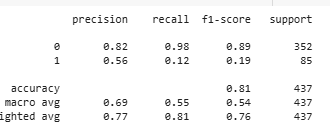 precision recall f1-score support
0 0.82 0.98 0.89 352
1 0.56 0.12 0.19 85
accuracy 0.81 437
macro avg 0.69 0.55 0.54 437
ighted avg 0.77 0.81 0.76 437